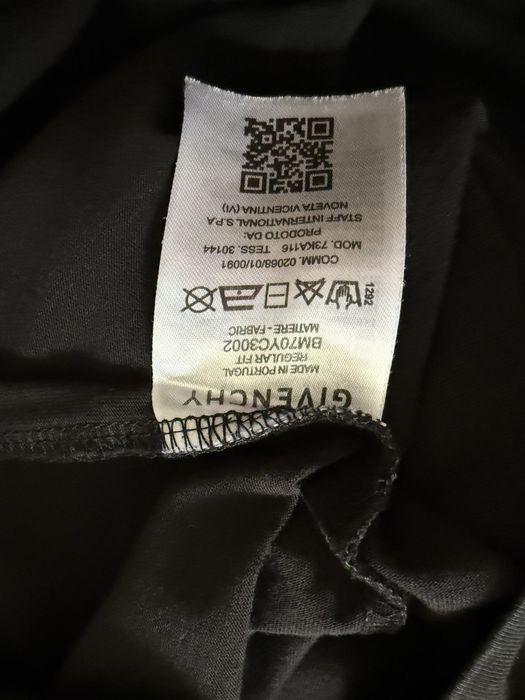 GIVENCHY
MADE IN PORTUGAL
REGULAR FIT
BM70YC3002
MATIERE - FABRIC
1292
COMM. 02068/01/0091
MOD. 73KA116 TESS. 30144
PRODOTO DA:
STAFF INTERNATIONAL S.P.A
NOVETA VICENTINA (VI)